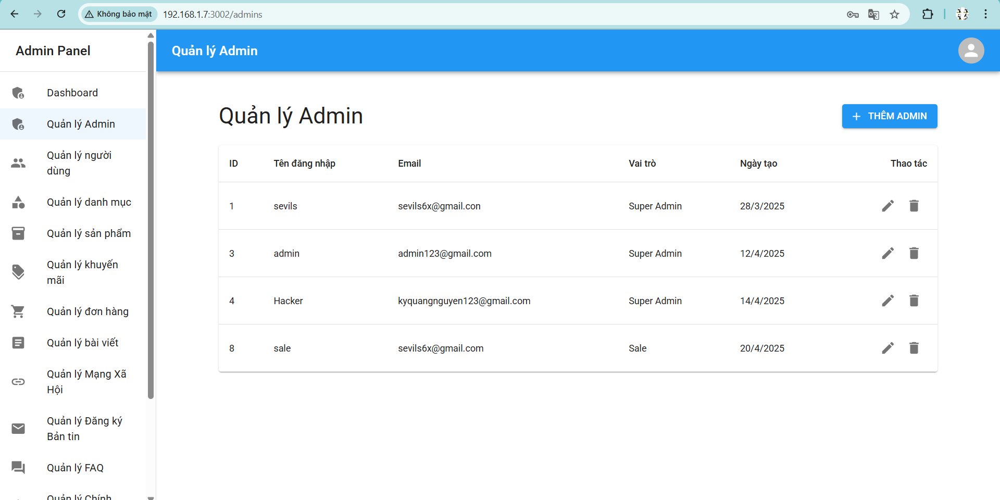 Không bảo mật
192.168.1.7:3002/admins
Admin Panel
Quản lý Admin
Dashboard
Quản lý Admin
Quản lý người
dùng
Quản lý danh mục
Quản lý sản phẩm
Quản lý khuyến
mãi
Quản lý đơn hàng
Quản lý bài viết
Quản lý Mạng Xã
Hội
Quản lý Đăng ký
Bản tin
Quản lý FAQ
Quản lý Chính
Quản lý Admin
THÊM ADMIN
ID Tên đăng nhập Email Vai trò Ngày tạo Thao tác
1 sevils sevils6x@gmail.con Super Admin 28/3/2025
3 admin admin123@gmail.com Super Admin 12/4/2025
4 Hacker kyquangnguyen123@gmail.com Super Admin 14/4/2025
8 sale sevils6x@gmail.com Sale 20/4/2025